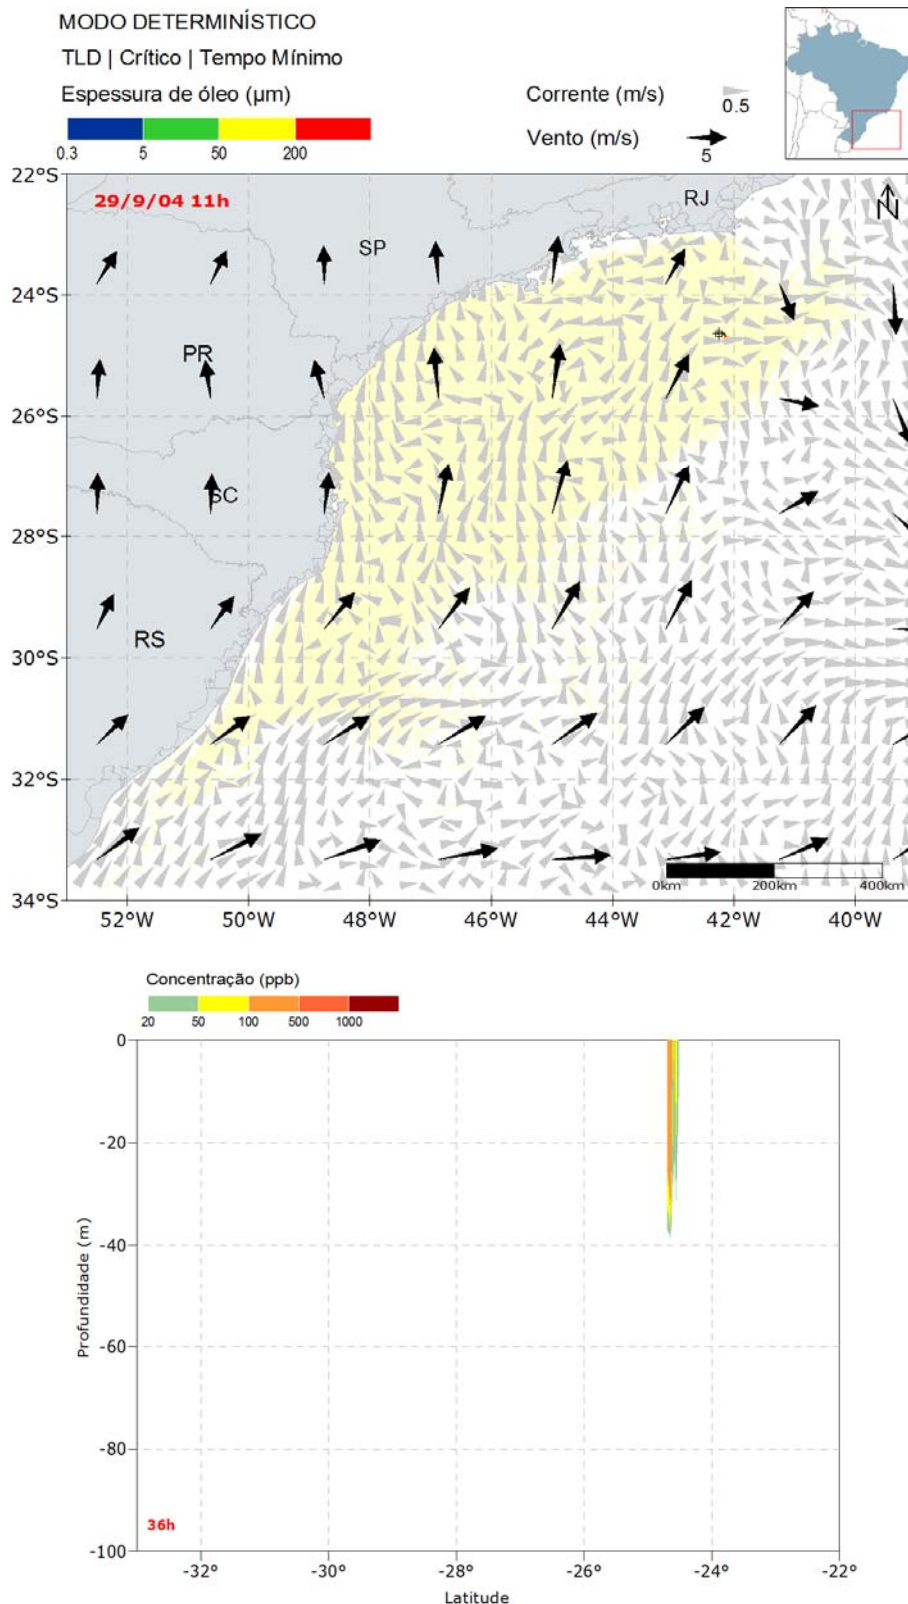 MODO DETERMINÍSTICO
TLD | Crítico | Tempo Mínimo
Espessura de óleo (µm)
0.3 5 50 200
Corrente (m/s) 0.5
Vento (m/s) 5
22°S
24°S
26°S
28°S
30°S
32°S
34°S
29/9/04 11h
RJ
N
SP
PR
SC
RS
0km 200km 400km
52°W 50°W 48°W 46°W 44°W 42°W 40°W
Concentração (ppb)
20 50 100 500 1000
0
-20
-40
-60
-80
-100
Profundidade (m)
36h
-32° -30° -28° -26° -24° -22°
Latitude